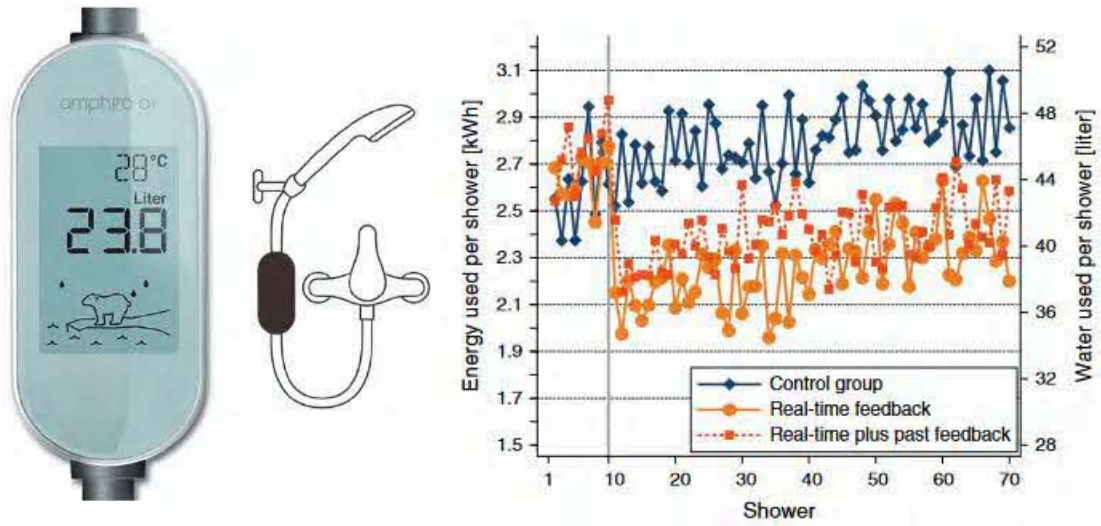 amphiro a1
28°C
Liter
23.8
Energy used per shower [kWh]
3.1
2.9
2.7
2.5
2.3
2.1
1.9
1.7
1.5
52
48
44
40
36
32
28
Water used per shower [liter]
Control group
Real-time feedback
Real-time plus past feedback
1 10 20 30 40 50 60 70
Shower